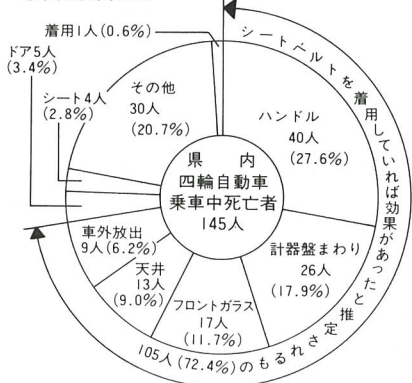 着用1人(0.6%)
ドア5人
(3.4%)
シート4人
(2.8%)
その他
30人
(20.7%)
ハンドル
40人
(27.6%)
県 内
四輪自動車
乗車中死亡者
145人
車外放出
9人(6.2%)
天井
13人
(9.0%)
フロントガラス
17人
(11.7%)
計器盤まわり
26人
(17.9%)
シートベルトを着用していれば効果があったと推定されるもの105人(72.4%)